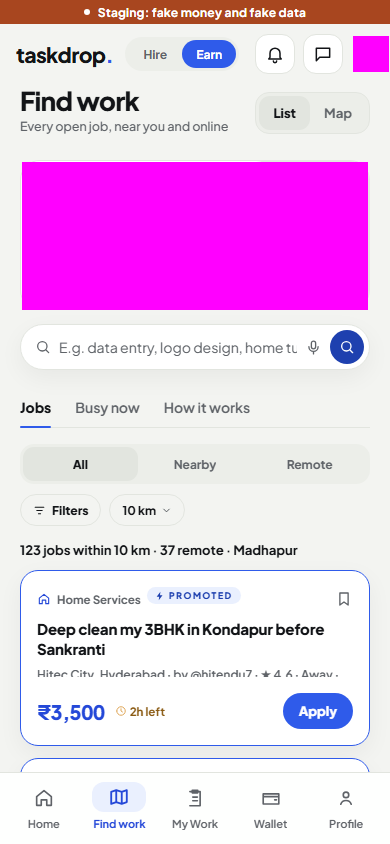 Staging: fake money and fake data
taskdrop.
Hire
Earn
Find work
Every open job, near you and online
List
Map
E.g. data entry, logo design, home tu
Jobs
Busy now
How it works
All
Nearby
Remote
Filters
10 km
123 jobs within 10 km · 37 remote · Madhapur
Home Services
PROMOTED
Deep clean my 3BHK in Kondapur before
Sankranti
Hitec City, Hyderabad · by @hitendu7 · ★ 4.6 · Away ·
₹3,500
2h left
Apply
Home
Find work
My Work
Wallet
Profile